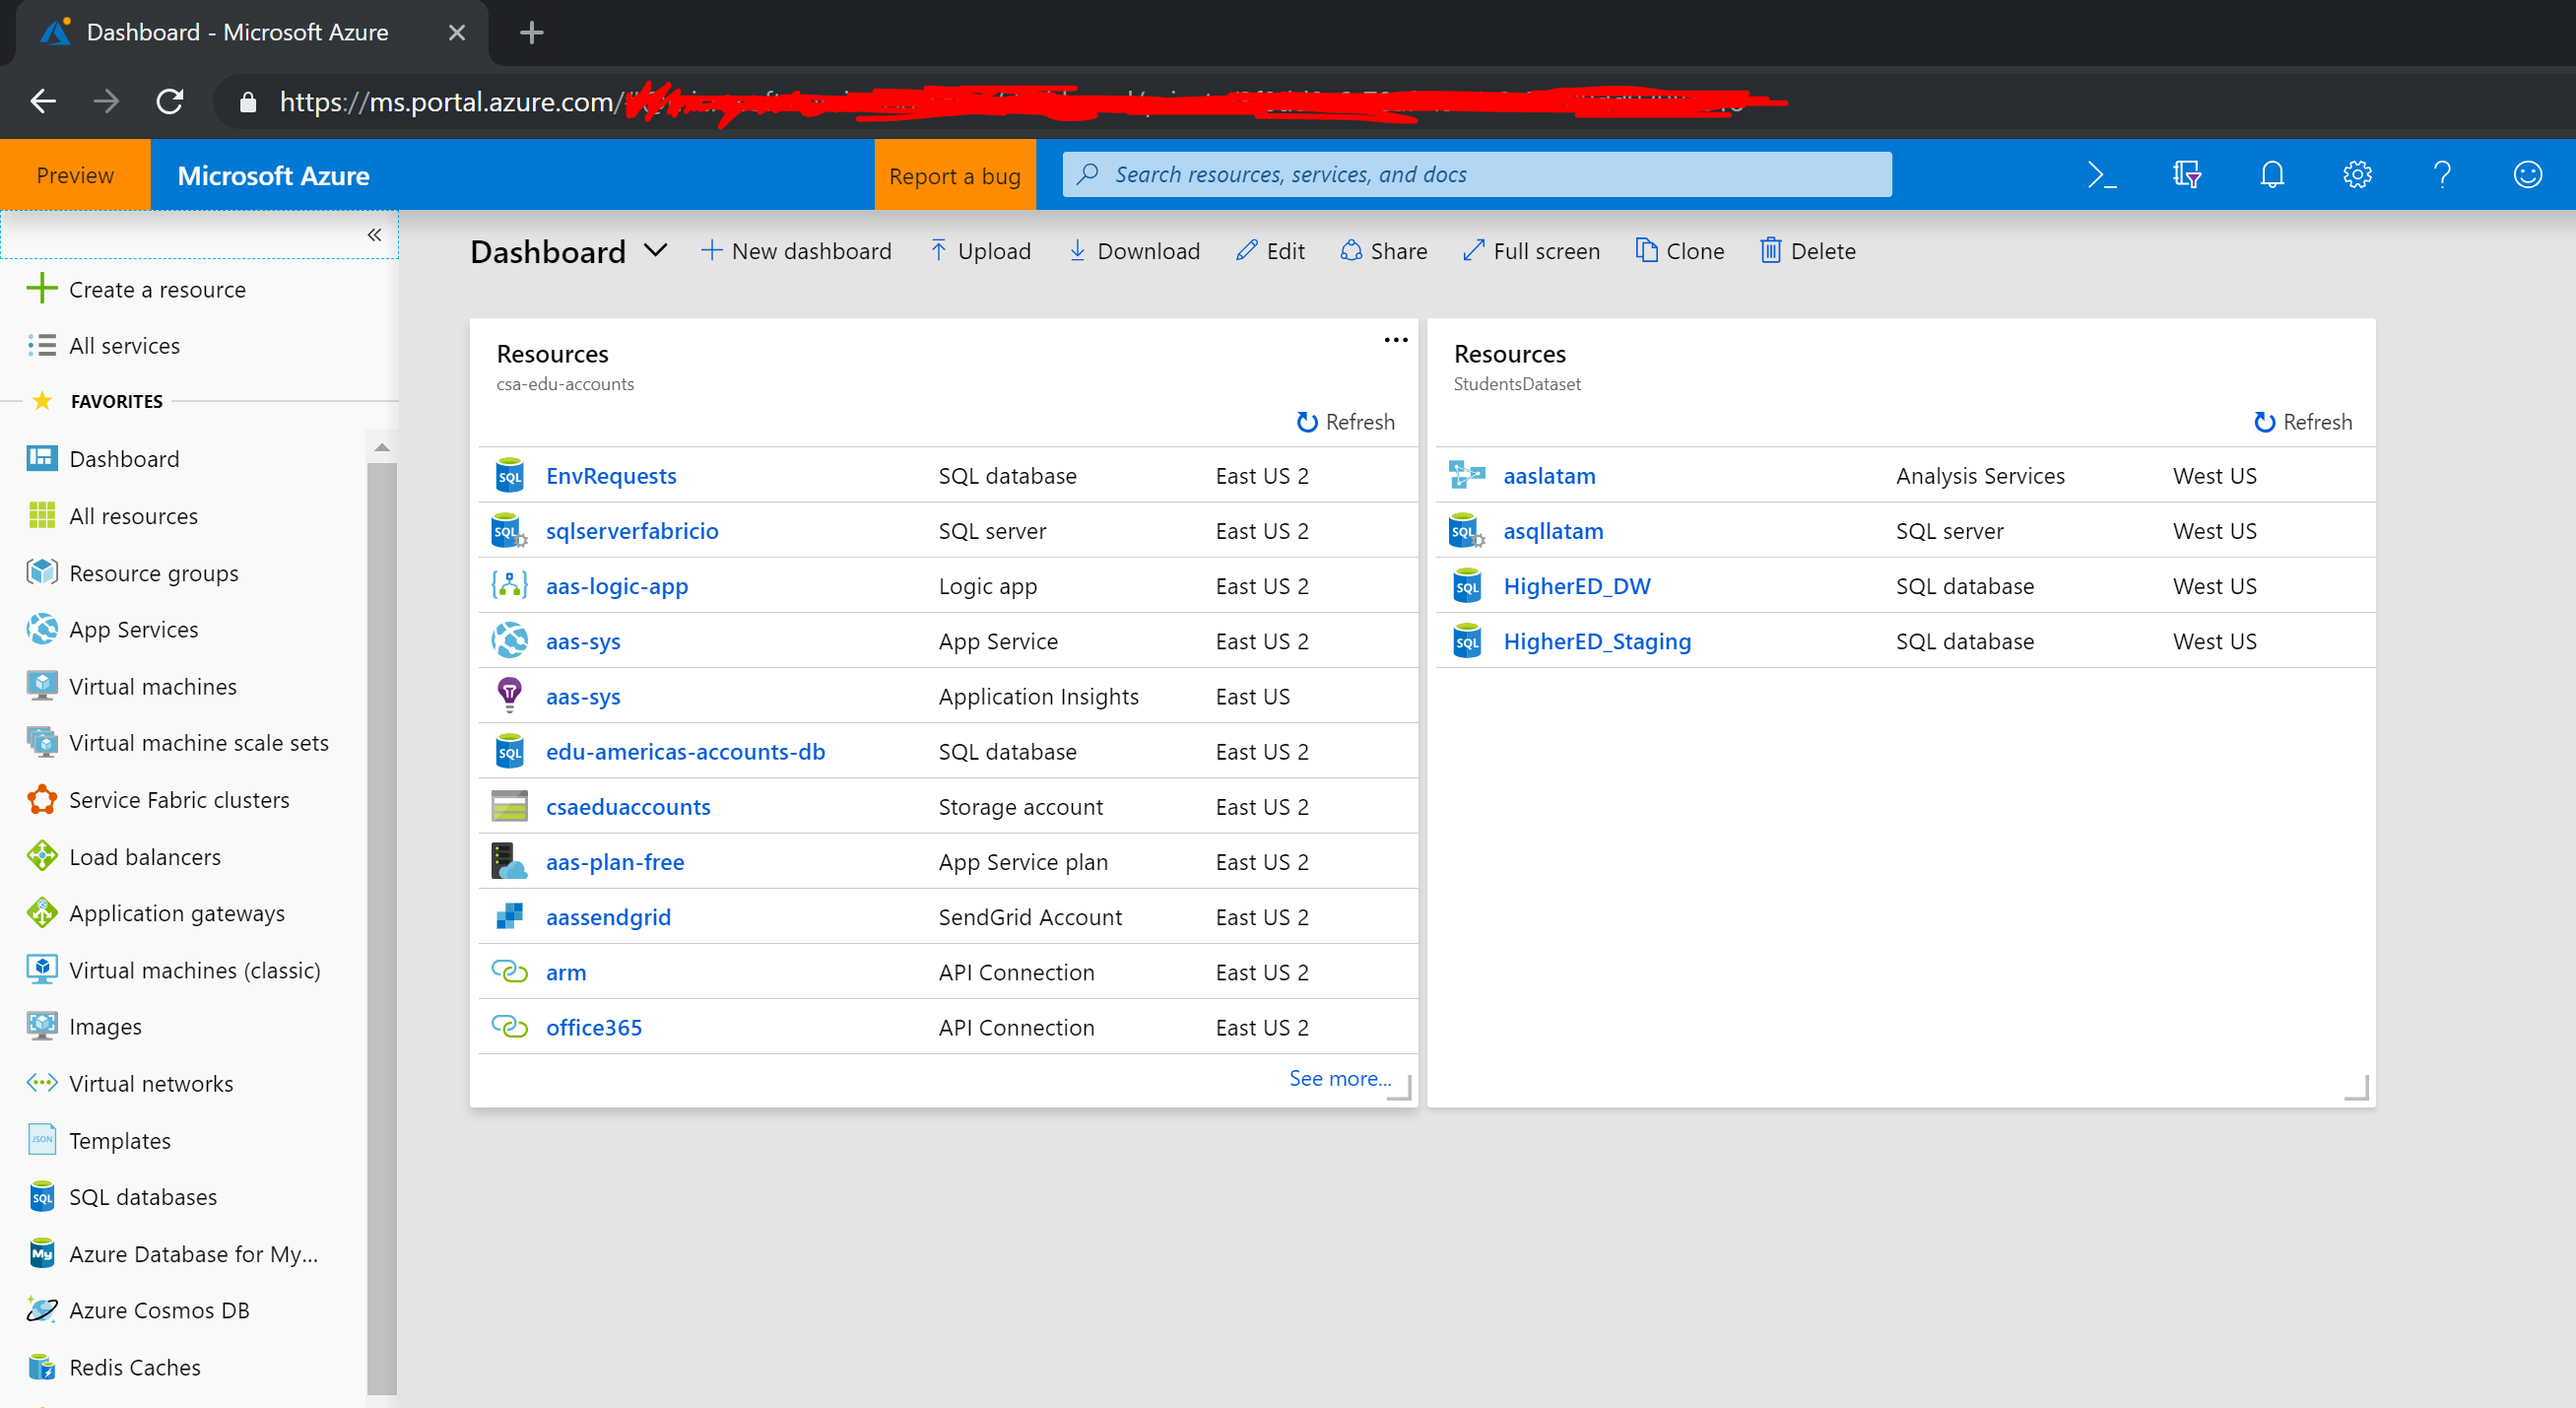 Dashboard - Microsoft Azure
https://ms.portal.azure.com/
Preview
Microsoft Azure
Report a bug
Search resources, services, and docs
Create a resource
All services
FAVORITES
Dashboard
All resources
Resource groups
App Services
Virtual machines
Virtual machine scale sets
Service Fabric clusters
Load balancers
Application gateways
Virtual machines (classic)
Images
Virtual networks
Templates
SQL databases
Azure Database for My...
Azure Cosmos DB
Redis Caches
Dashboard New dashboard Upload Download Edit Share Full screen Clone Delete
Resources
csa-edu-accounts
Refresh
SQL EnvRequests SQL database East US 2
SQL sqlserverfabricio SQL server East US 2
aas-logic-app Logic app East US 2
aas-sys App Service East US 2
aas-sys Application Insights East US
SQL edu-americas-accounts-db SQL database East US 2
csaeduaccounts Storage account East US 2
aas-plan-free App Service plan East US 2
aassendgrid SendGrid Account East US 2
arm API Connection East US 2
office365 API Connection East US 2
See more...
Resources
StudentsDataset
Refresh
aaslatam Analysis Services West US
SQL asqllatam SQL server West US
SQL HigherED_DW SQL database West US
SQL HigherED_Staging SQL database West US